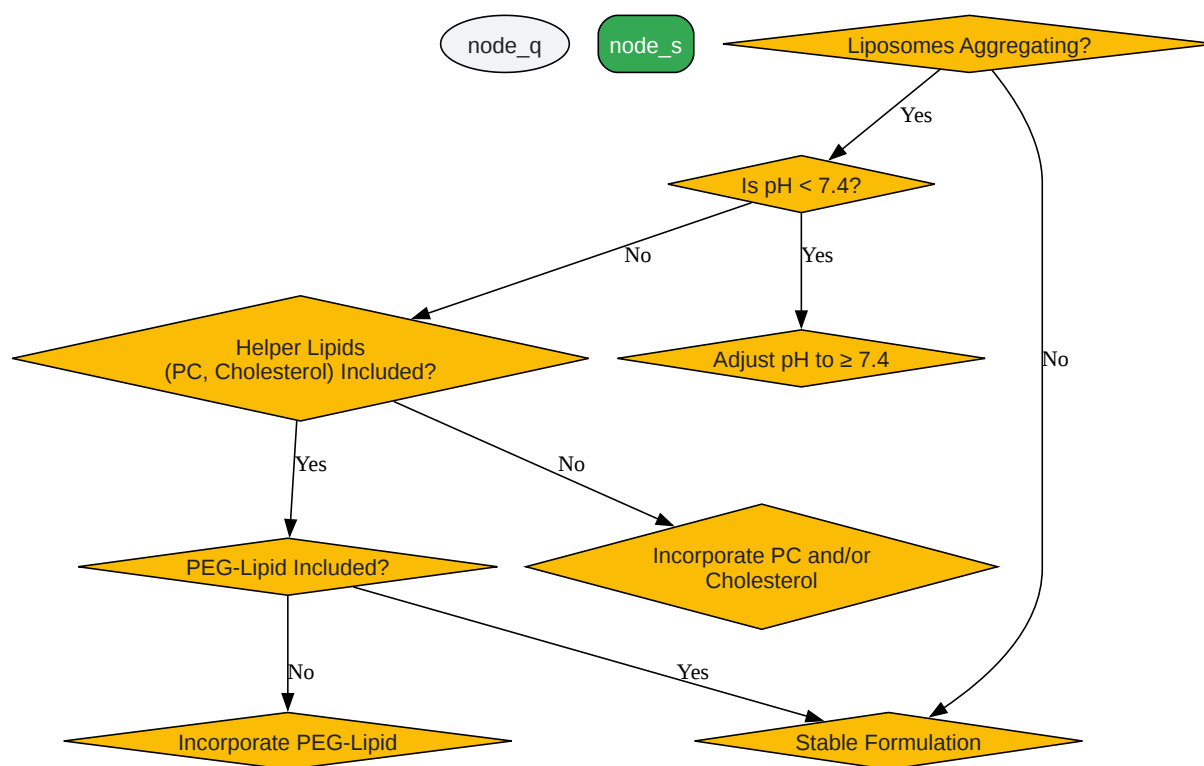 node_q
node_s
Liposomes Aggregating?
Yes
Is pH < 7.4?
No
Yes
No
Helper Lipids
(PC, Cholesterol) Included?
Adjust pH to ≥ 7.4
Yes
No
PEG-Lipid Included?
Incorporate PC and/or
Cholesterol
No
Yes
Incorporate PEG-Lipid
Stable Formulation